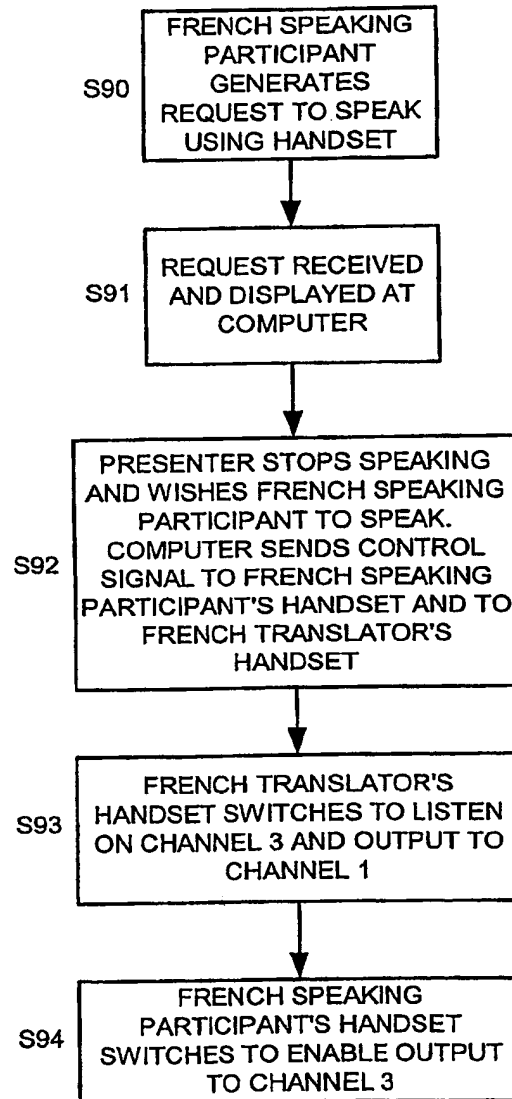 FRENCH SPEAKING
PARTICIPANT
GENERATES
REQUEST TO SPEAK
USING HANDSET
S90
REQUEST RECEIVED
AND DISPLAYED AT
COMPUTER
S91
PRESENTER STOPS SPEAKING
AND WISHES FRENCH SPEAKING
PARTICIPANT TO SPEAK.
COMPUTER SENDS CONTROL
SIGNAL TO FRENCH SPEAKING
PARTICIPANT'S HANDSET AND TO
FRENCH TRANSLATOR'S
HANDSET
S92
FRENCH TRANSLATOR'S
HANDSET SWITCHES TO LISTEN
ON CHANNEL 3 AND OUTPUT TO
CHANNEL 1
S93
FRENCH SPEAKING
PARTICIPANT'S HANDSET
SWITCHES TO ENABLE OUTPUT
TO CHANNEL 3
S94